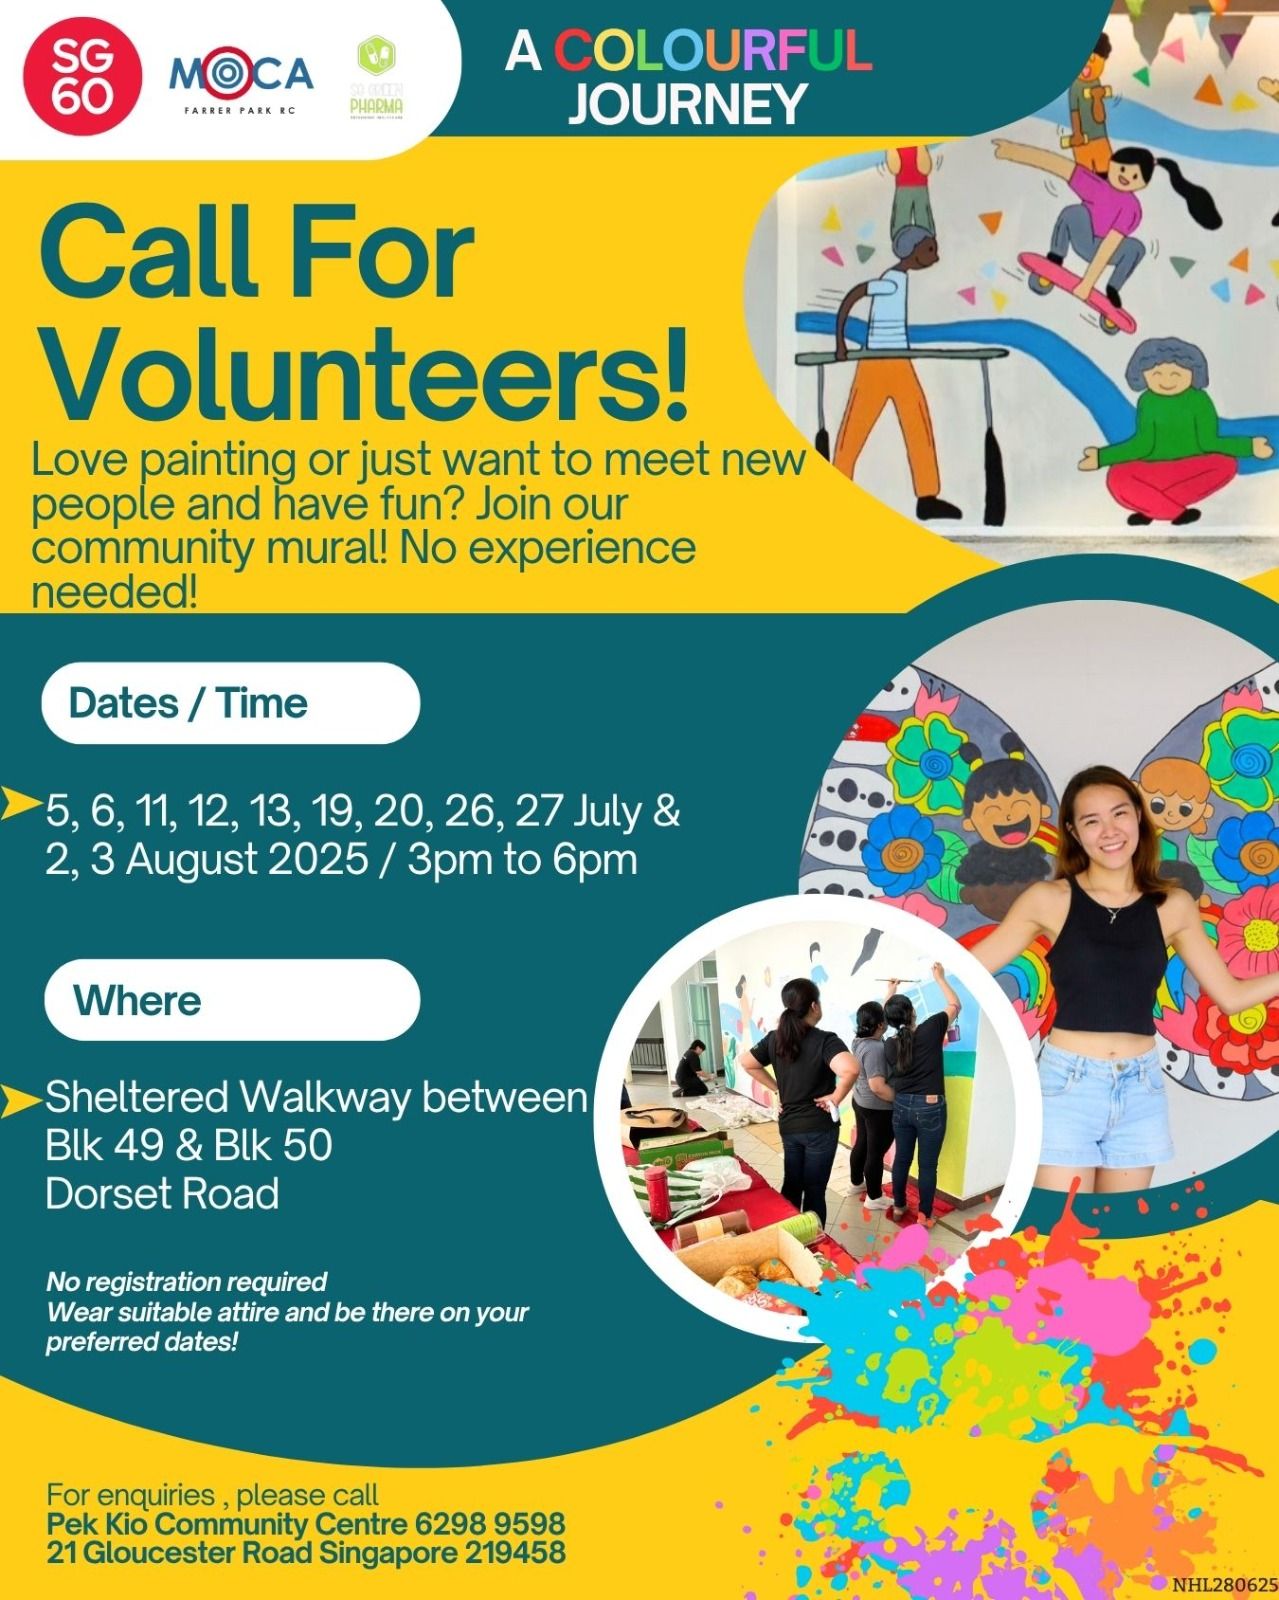 SG
60
MOCA
FARRER PARK RC
SG GREEN
PHARMA
A COLOURFUL
JOURNEY
Call For
Volunteers!
Love painting or just want to meet new
people and have fun? Join our
community mural! No experience
needed!
Dates / Time
5, 6, 11, 12, 13, 19, 20, 26, 27 July &
2, 3 August 2025 / 3pm to 6pm
Where
Sheltered Walkway between
Blk 49 & Blk 50
Dorset Road
No registration required
Wear suitable attire and be there on your
preferred dates!
For enquiries , please call
Pek Kio Community Centre 6298 9598
21 Gloucester Road Singapore 219458
NHL280625